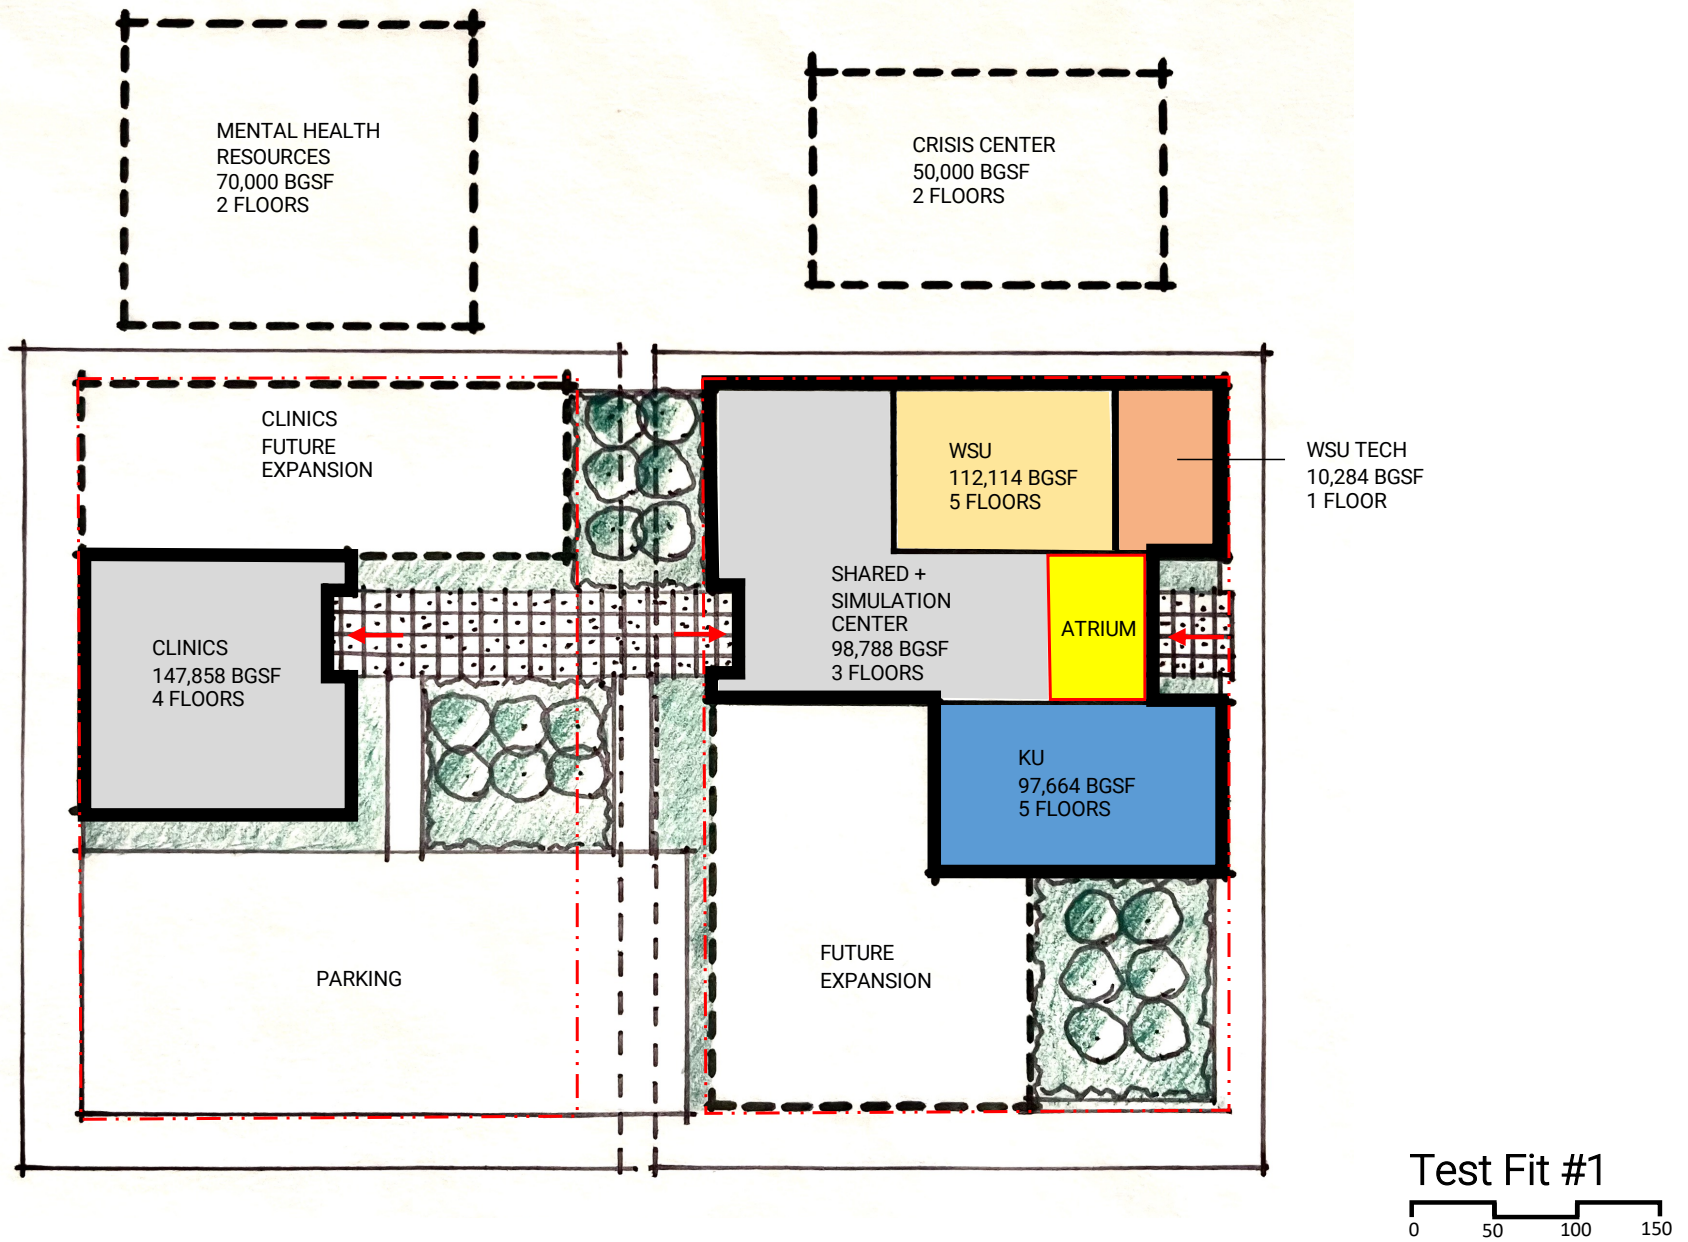 MENTAL HEALTH
RESOURCES
70,000 BGSF
2 FLOORS
CRISIS CENTER
50,000 BGSF
2 FLOORS
CLINICS
FUTURE
EXPANSION
WSU
112,114 BGSF
5 FLOORS
WSU TECH
10,284 BGSF
1 FLOOR
SHARED +
SIMULATION
CENTER
98,788 BGSF
3 FLOORS
ATRIUM
CLINICS
147,858 BGSF
4 FLOORS
KU
97,664 BGSF
5 FLOORS
FUTURE
EXPANSION
PARKING
Test Fit #1
0 50 100 150